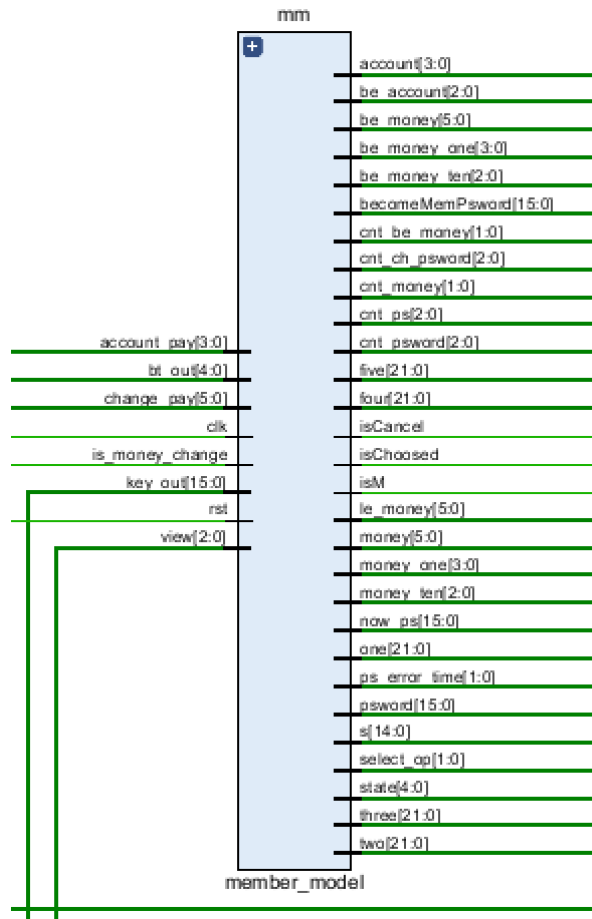 mm
account[3:0]
be_account[2:0]
be_money[5:0]
be_money_one[3:0]
be_money_ten[2:0]
becomeMemPsword[15:0]
cnt_be_money[1:0]
cnt_ch_psword[2:0]
cnt_money[1:0]
cnt_ps[2:0]
account_pay[3:0] cnt_psword[2:0]
bt_out[4:0] five[21:0]
change_pay[5:0] four[21:0]
clk isCancel
is_money_change isChoosed
key_out[15:0] isM
rst le_money[5:0]
view[2:0] money[5:0]
money_one[3:0]
money_ten[2:0]
now_ps[15:0]
one[21:0]
ps_error_time[1:0]
psword[15:0]
s[14:0]
select_op[1:0]
state[4:0]
three[21:0]
two[21:0]
member_model